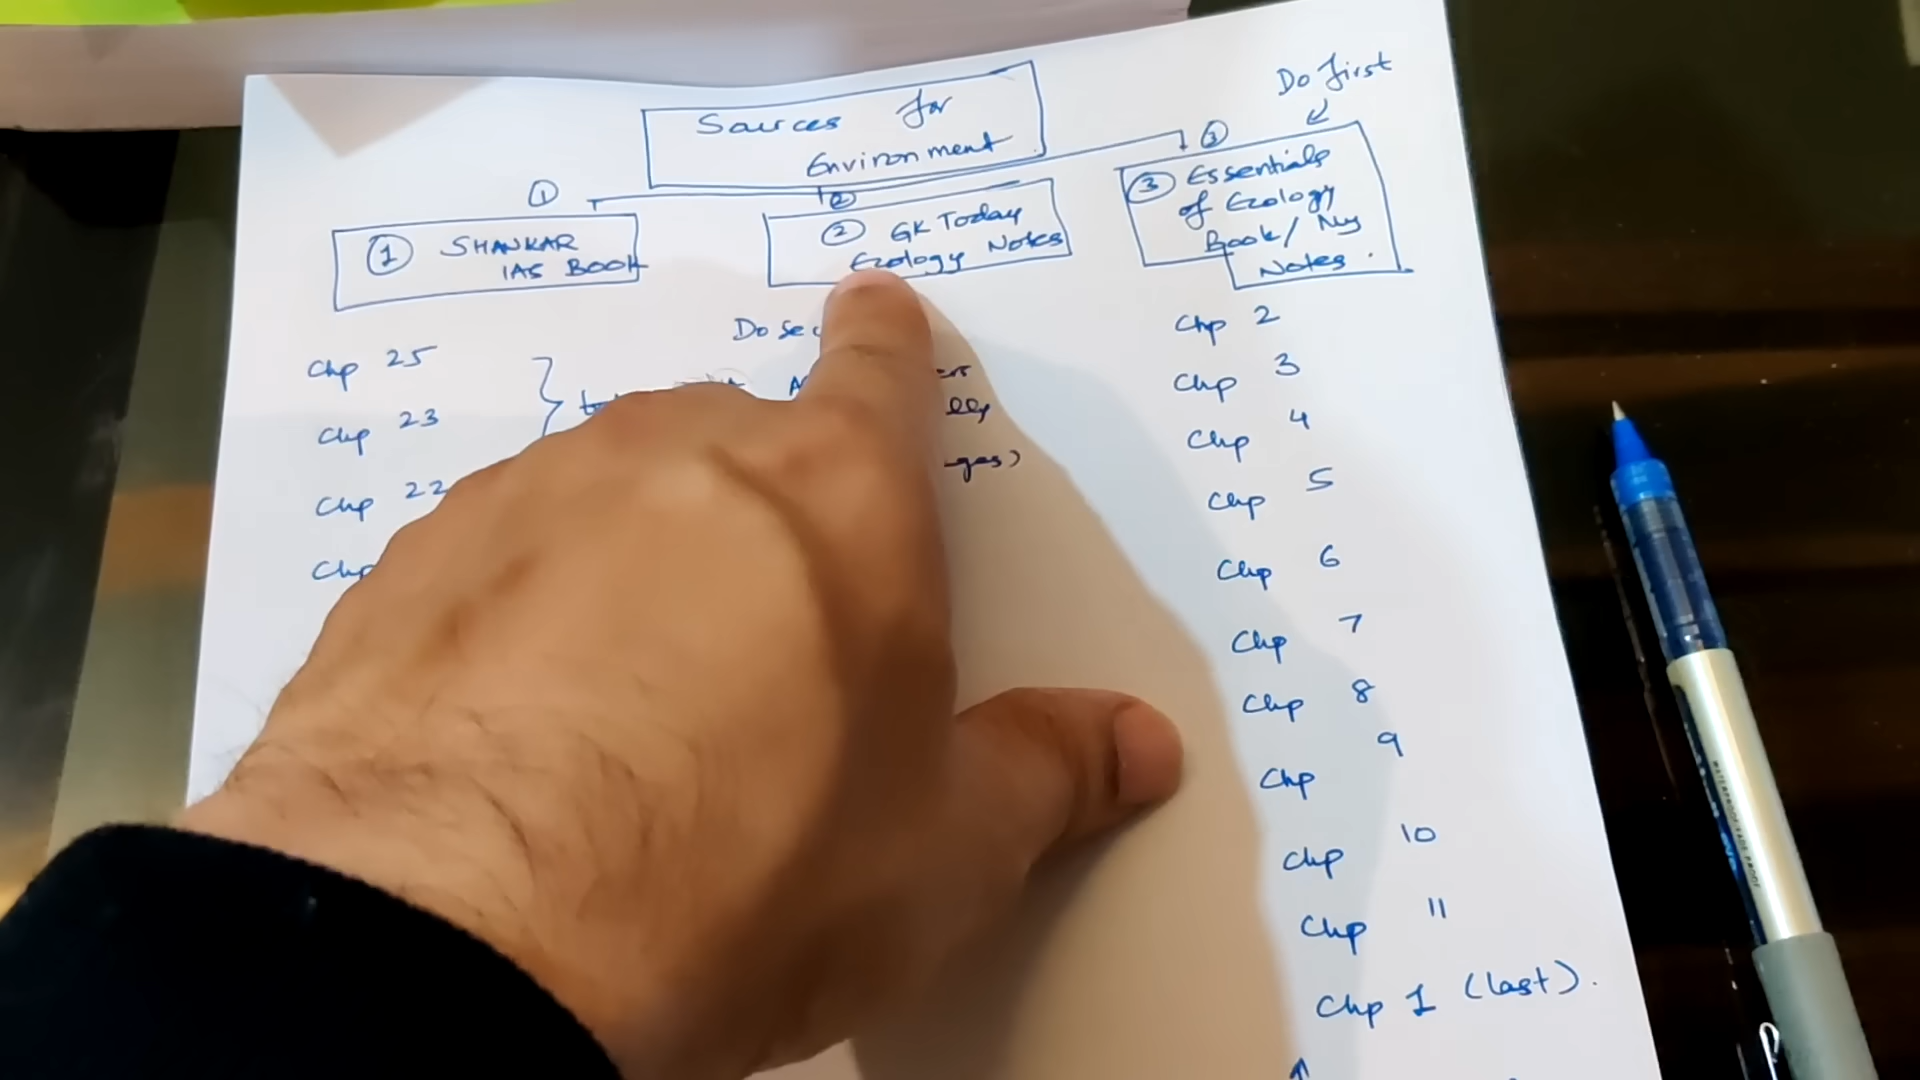 Sources for
Environment
Do first
①
① SHANKAR
IAS BOOK
②
② GK Today
Ecology Notes
③
③ Essentials
of Ecology
Book / My
Notes.
Chp 25
Chp 23
Chp 22
Chp
Do
Chp 2
Chp 3
Chp 4
Chp 5
Chp 6
Chp 7
Chp 8
Chp 9
Chp 10
Chp 11
Chp 1 (last).